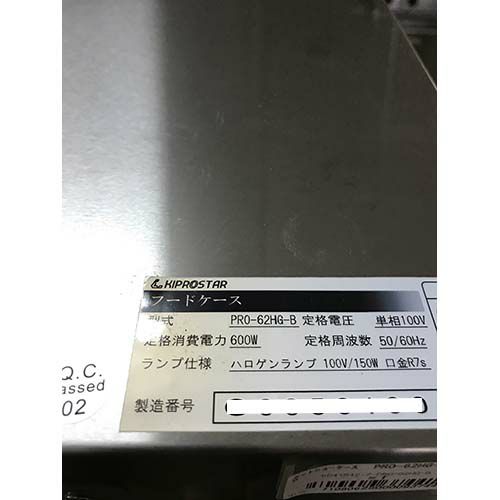 KIPROSTAR
フードケース
型式 PRO-62HG-B 定格電圧 単相100V
定格消費電力 600W 定格周波数 50/60Hz
ランプ仕様 ハロゲンランプ 100V/150W 口金R7s
製造番号
Q.C.
assed
02
PRO-62HG-